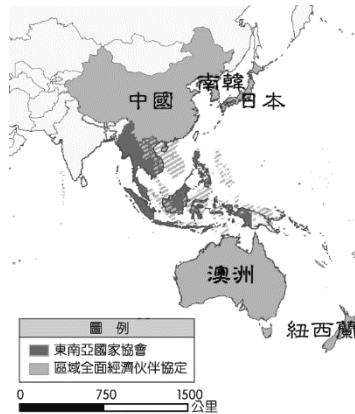 南韓
中國
日本
澳洲
紐西蘭
圖例
東南亞國家協會
區域全面經濟伙伴協定
0 750 1500
公里